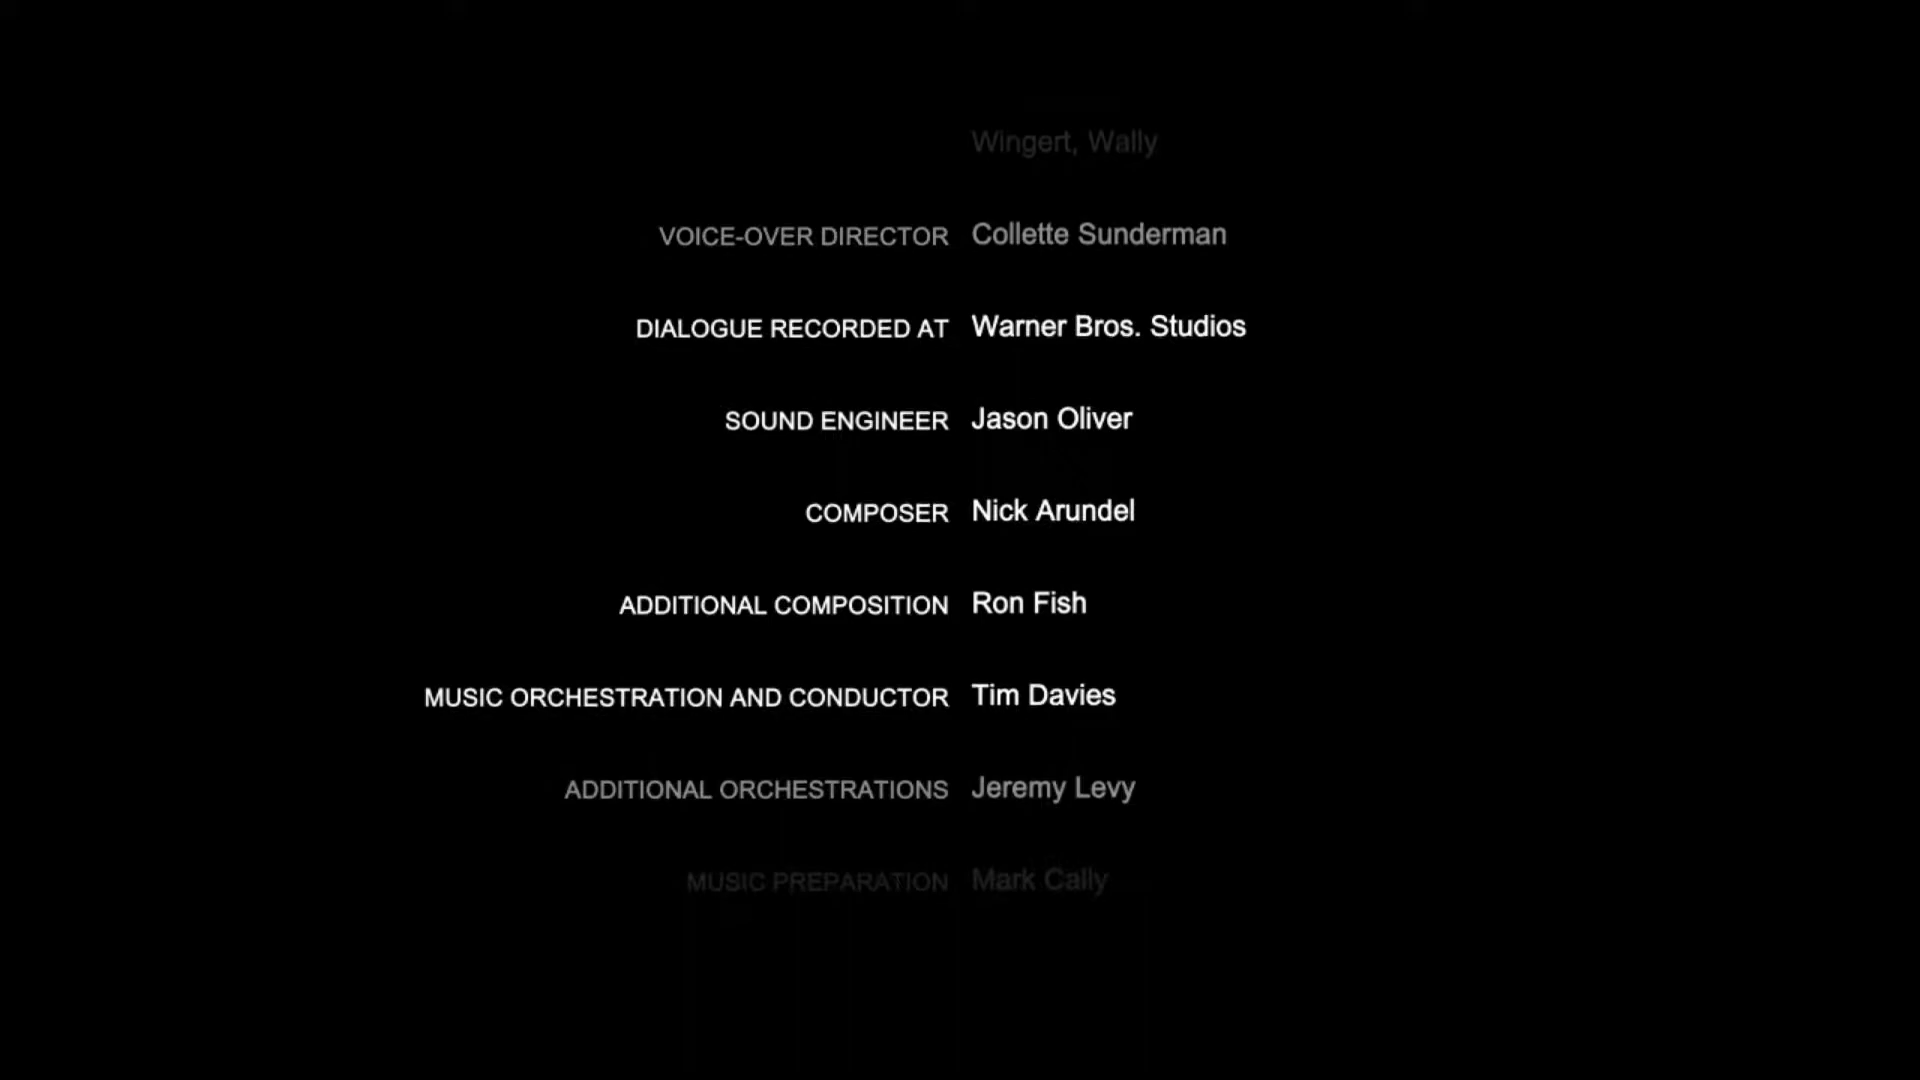 Wingert, Wally
VOICE-OVER DIRECTOR Collette Sunderman
DIALOGUE RECORDED AT Warner Bros. Studios
SOUND ENGINEER Jason Oliver
COMPOSER Nick Arundel
ADDITIONAL COMPOSITION Ron Fish
MUSIC ORCHESTRATION AND CONDUCTOR Tim Davies
ADDITIONAL ORCHESTRATIONS Jeremy Levy
MUSIC PREPARATION Mark Cally